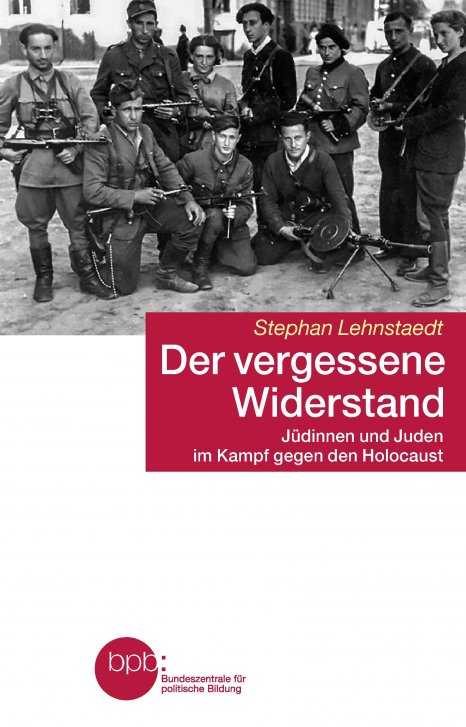 Stephan Lehnstaedt
Der vergessene
Widerstand
Jüdinnen und Juden
im Kampf gegen den Holocaust
bpb:
Bundeszentrale für
politische Bildung